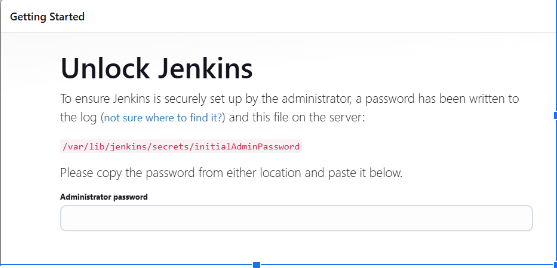 Getting Started
Unlock Jenkins
To ensure Jenkins is securely set up by the administrator, a password has been written to
the log (not sure where to find it?) and this file on the server:
/var/lib/jenkins/secrets/initialAdminPassword
Please copy the password from either location and paste it below.
Administrator password